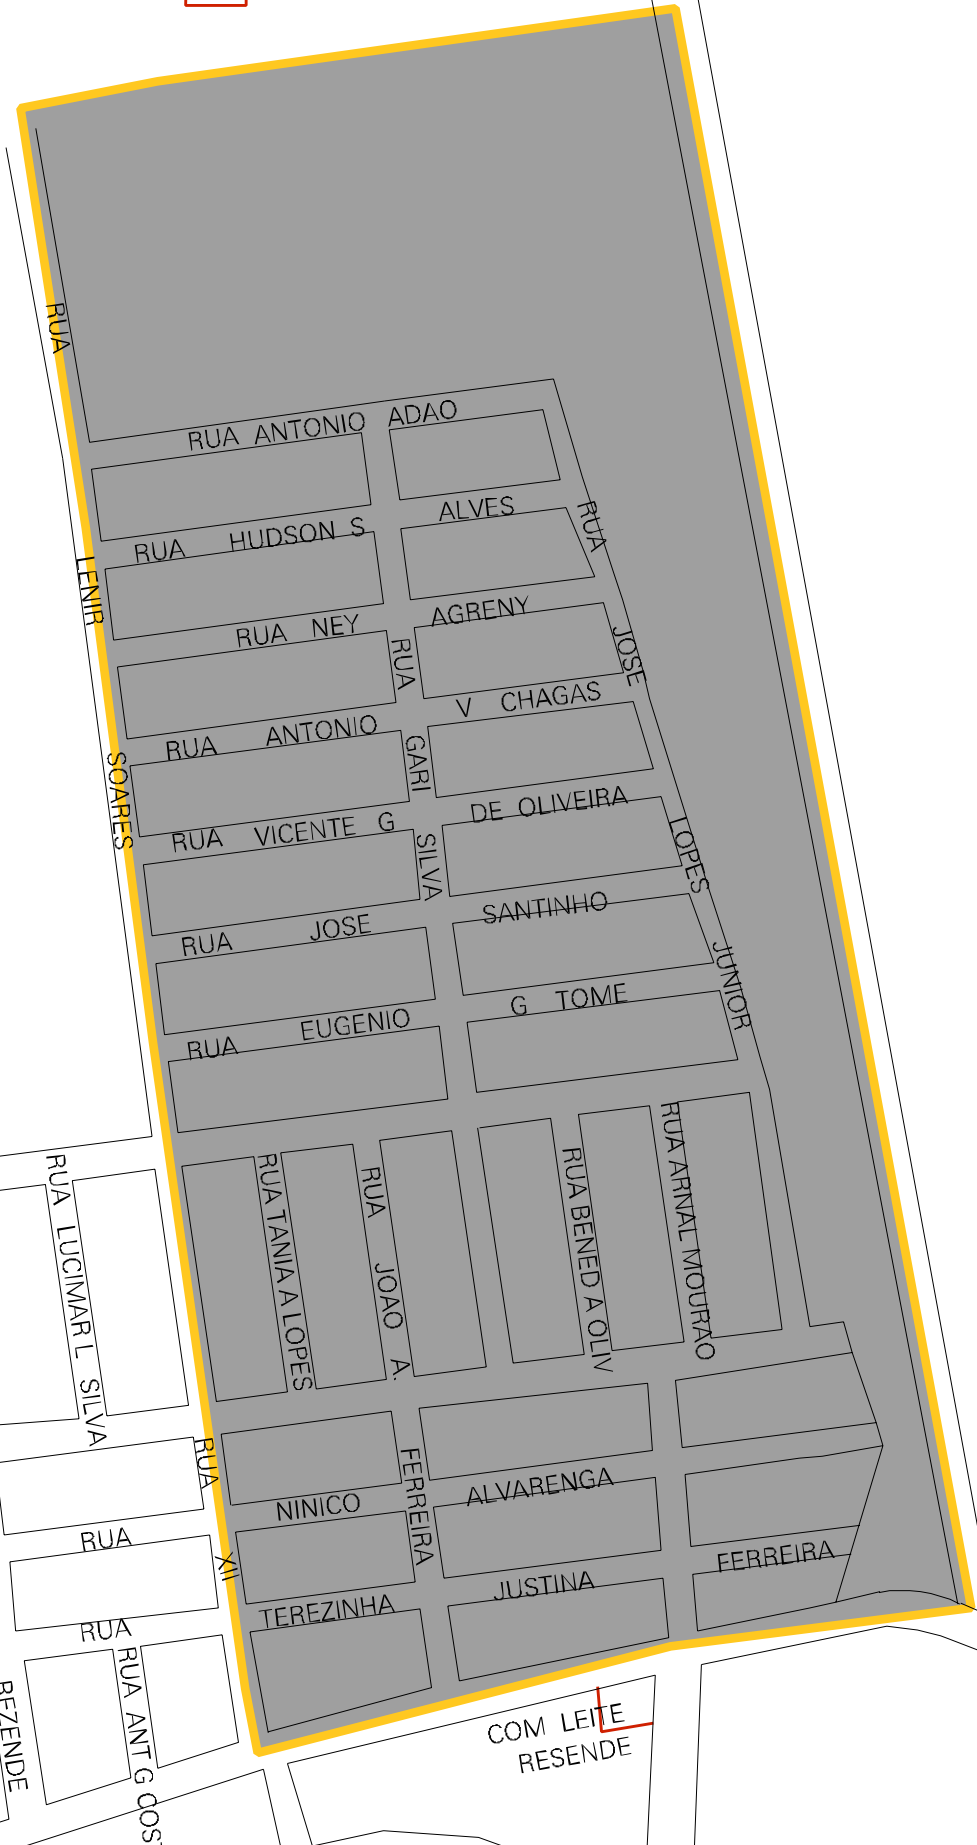 RUA LENIR SOARES
RUA ANTONIO ADAO
RUA HUDSON S ALVES
RUA NEY AGRENY
RUA ANTONIO V CHAGAS
RUA VICENTE G DE OLIVEIRA
RUA JOSE SANTINHO
RUA EUGENIO G TOME
RUA GARI SILVA
RUA JOSE LOPES JUNIOR
RUA TANIA A LOPES
RUA JOAO A. FERREIRA
RUA BENED A OLIV
RUA ARNAL MOURAO
RUA LUCIMAR L SILVA
RUA XII
RUA NINICO ALVARENGA
RUA TEREZINHA JUSTINA FERREIRA
RUA ANT G COST
REZENDE
COM LEITE
RESENDE